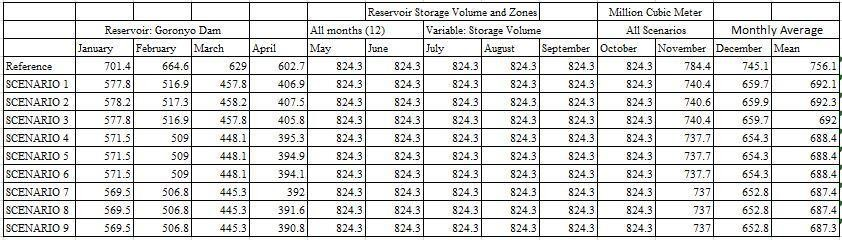 Reservoir Storage Volume and Zones Million Cubic Meter
Reservoir: Goronyo Dam All months (12) Variable: Storage Volume All Scenarios Monthly Average
January February March April May June July August September October November December Mean
Reference 701.4 664.6 629 602.7 824.3 824.3 824.3 824.3 824.3 824.3 784.4 745.1 756.1
SCENARIO 1 577.8 516.9 457.8 406.9 824.3 824.3 824.3 824.3 824.3 824.3 740.4 659.7 692.1
SCENARIO 2 578.2 517.3 458.2 407.5 824.3 824.3 824.3 824.3 824.3 824.3 740.6 659.9 692.3
SCENARIO 3 577.8 516.9 457.8 405.8 824.3 824.3 824.3 824.3 824.3 824.3 740.4 659.7 692
SCENARIO 4 571.5 509 448.1 395.3 824.3 824.3 824.3 824.3 824.3 824.3 737.7 654.3 688.4
SCENARIO 5 571.5 509 448.1 394.9 824.3 824.3 824.3 824.3 824.3 824.3 737.7 654.3 688.4
SCENARIO 6 571.5 509 448.1 394.1 824.3 824.3 824.3 824.3 824.3 824.3 737.7 654.3 688.4
SCENARIO 7 569.5 506.8 445.3 392 824.3 824.3 824.3 824.3 824.3 824.3 737 652.8 687.4
SCENARIO 8 569.5 506.8 445.3 391.6 824.3 824.3 824.3 824.3 824.3 824.3 737 652.8 687.4
SCENARIO 9 569.5 506.8 445.3 390.8 824.3 824.3 824.3 824.3 824.3 824.3 737 652.8 687.3